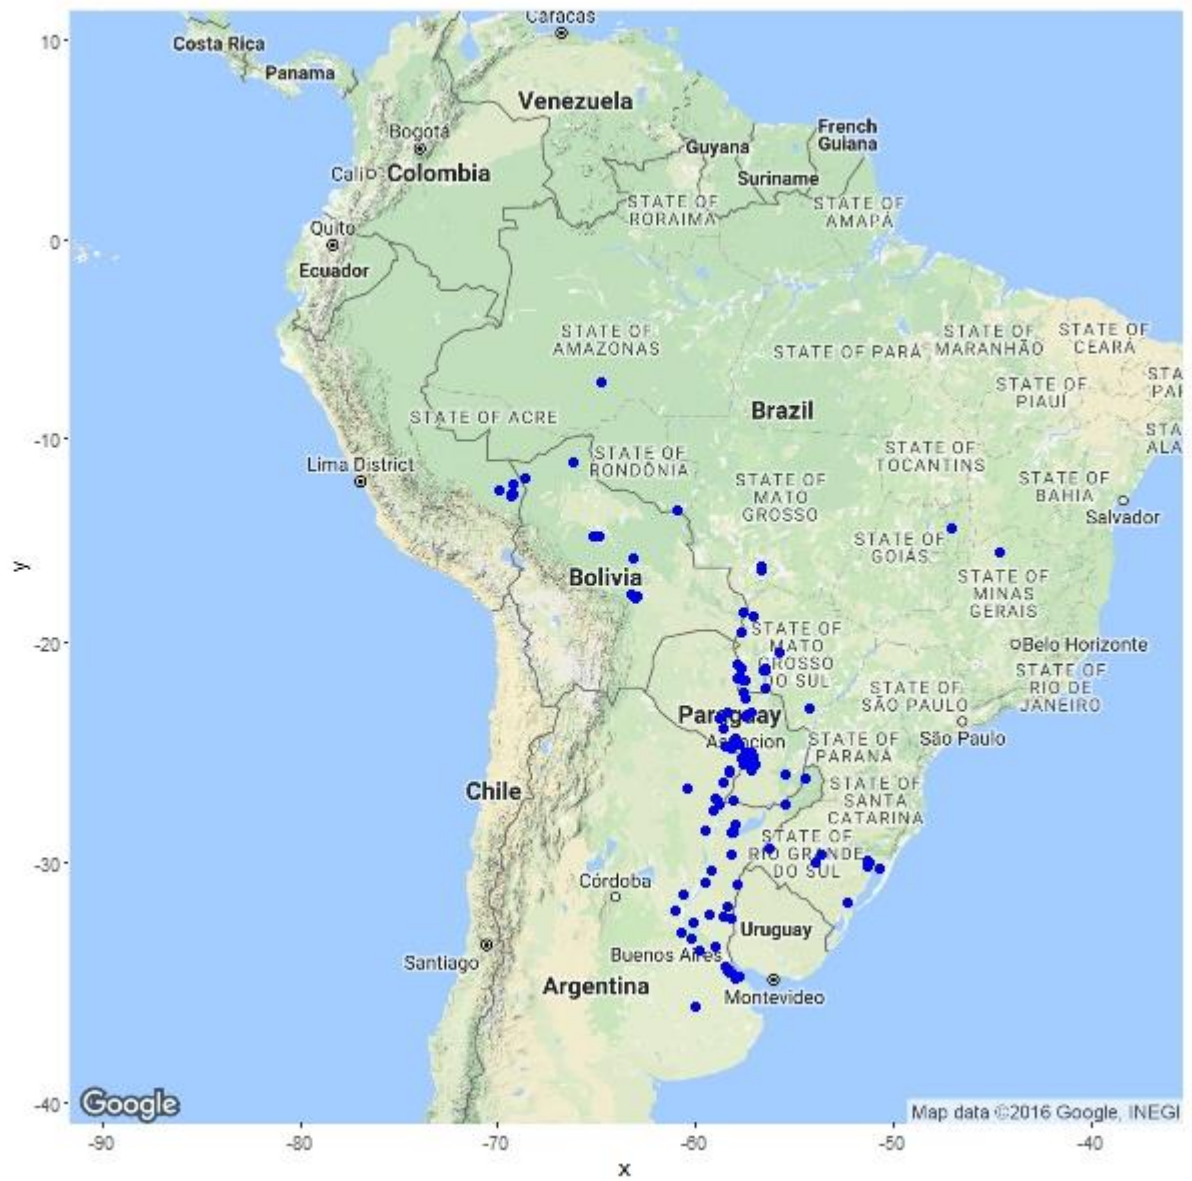 Caracas
10
Costa Rica
Panama
Venezuela
Bogotá
Guyana
French
Guiana
Cali
Colombia
Suriname
STATE OF
RORAIMA
STATE OF
AMAPÁ
Quito
0
Ecuador
STATE OF
AMAZONAS
STATE OF PARÁ
STATE OF
MARANHÃO
STATE OF
CEARÁ
STATE OF
PIAUÍ
STA
PAI
Brazil
STATE OF ACRE
-10
STA
ALA
Lima District
STATE OF
RONDÔNIA
STATE OF
TOCANTINS
STATE OF
MATO
GROSSO
STATE OF
BAHIA
Salvador
STATE OF
GOIÁS
y
Bolivia
STATE OF
MINAS
GERAIS
-20
STATE OF
MATO
GROSSO
DO SUL
Belo Horizonte
STATE OF
RIO DE
JANEIRO
STATE OF
SÃO PAULO
Paraguay
Asuncion
São Paulo
STATE OF
PARANÁ
Chile
STATE OF
SANTA
CATARINA
STATE OF
RIO GRANDE
DO SUL
-30
Córdoba
Uruguay
Santiago
Buenos Aires
Argentina
Montevideo
-40
Google
Map data ©2016 Google, INEGI
-90
-80
-70
-60
-50
-40
x